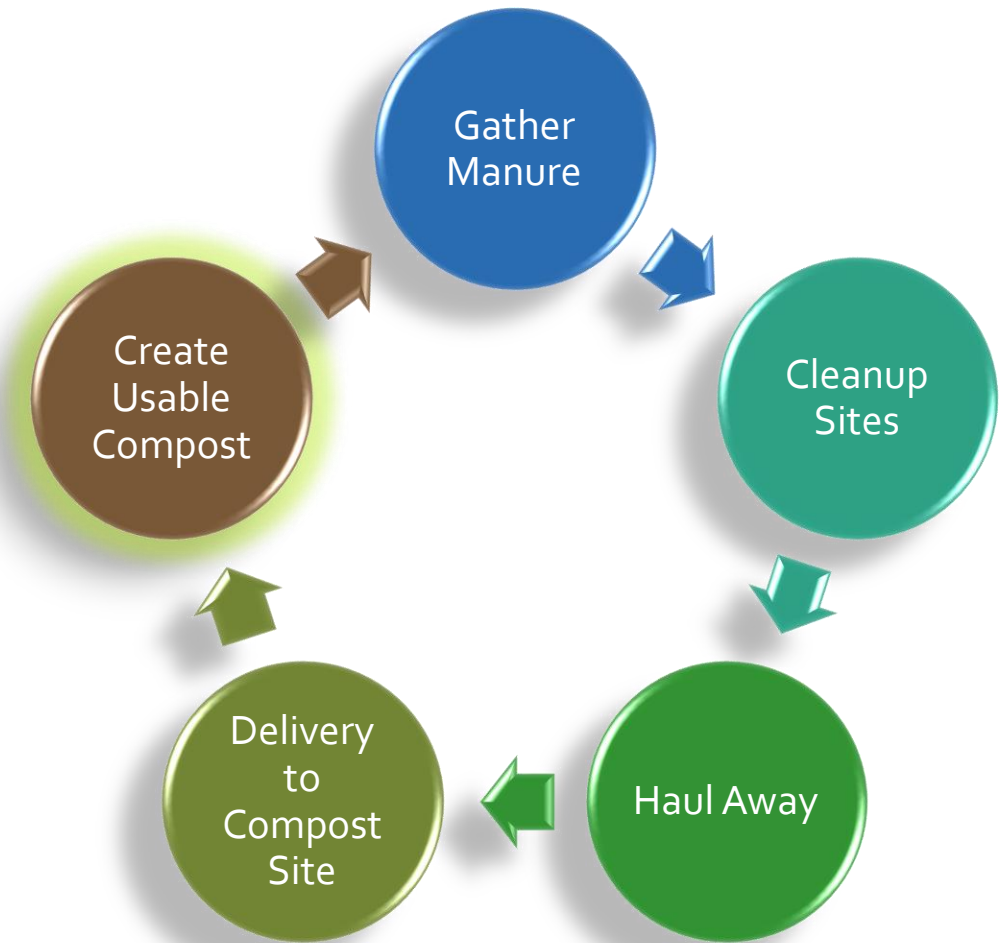 Gather
Manure
Cleanup
Sites
Haul Away
Delivery
to
Compost
Site
Create
Usable
Compost